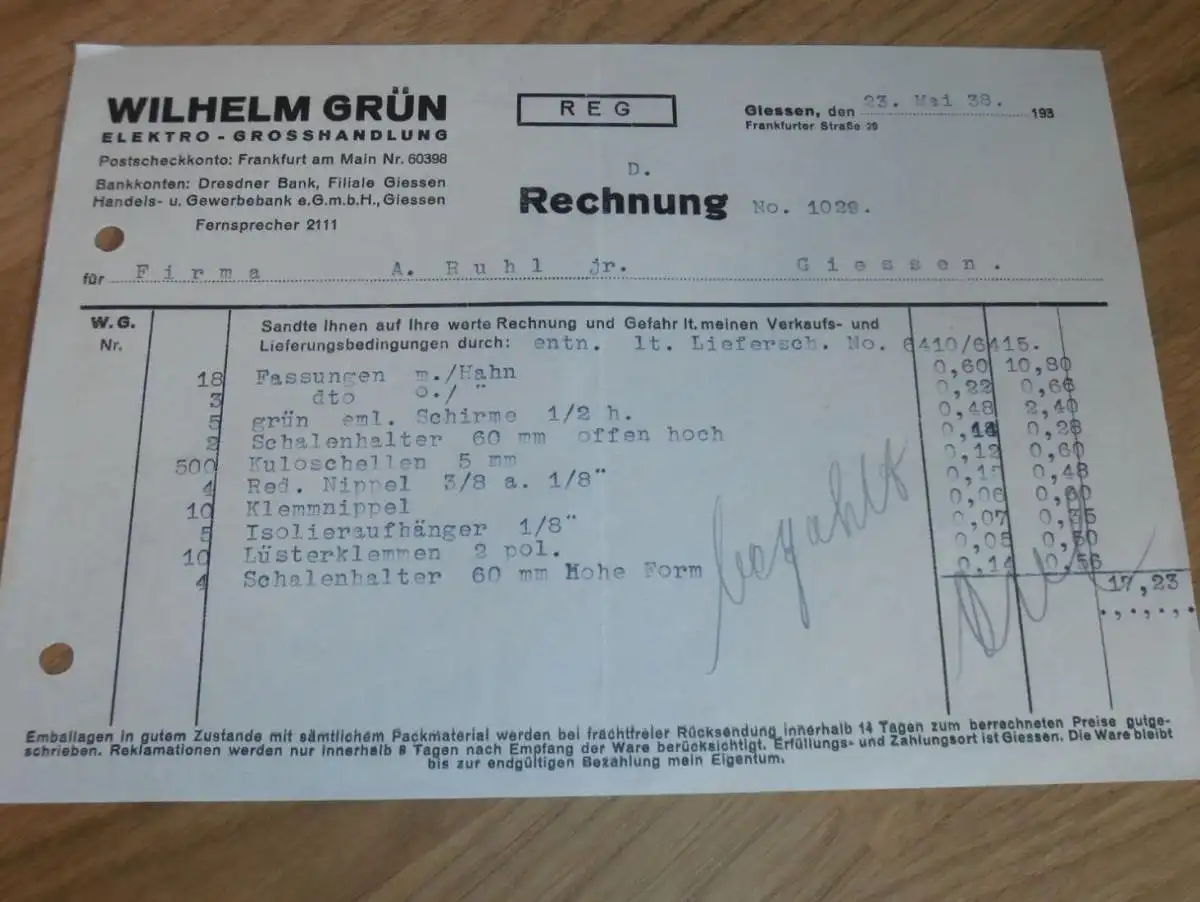 WILHELM GRÜN
ELEKTRO-GROSSHANDLUNG
Postscheckkonto: Frankfurt am Main Nr. 60398
Bankkonten: Dresdner Bank, Filiale Giessen
Handels- u. Gewerbebank e.G.m.b.H., Giessen
Fernsprecher 2111
REG
Giessen, den 23. Mai 38. 193
Frankfurter Straße 29
D.
Rechnung No. 1029.
für Firma A. Ruhl jr. Giessen.
W.G. Nr.
Sandte Ihnen auf Ihre werte Rechnung und Gefahr lt. meinen Verkaufs- und
Lieferungsbedingungen durch: entn. lt. Liefersch. No. 6410/6415.
18 Fassungen m./Hahn 0,60 10,80
3 dto o./ " 0,22 0,66
5 grün eml. Schirme 1/2 h. 0,48 2,40
2 Schalenhalter 60 mm offen hoch 0,14 0,28
500 Kuloschellen 5 mm 0,12 0,60
4 Red. Nippel 3/8 a. 1/8" 0,12 0,48
10 Klemmnippel 0,06 0,60
5 Isolieraufhänger 1/8" 0,07 0,35
10 Lüsterklemmen 2 pol. 0,05 0,50
4 Schalenhalter 60 mm Hohe Form 0,14 0,56
17,23
bezahlt
Emballagen in gutem Zustande mit sämtlichem Packmaterial werden bei frachtfreier Rücksendung innerhalb 14 Tagen zum berechneten Preise gutge-
schrieben. Reklamationen werden nur innerhalb 8 Tagen nach Empfang der Ware berücksichtigt. Erfüllungs- und Zahlungsort ist Giessen. Die Ware bleibt
bis zur endgültigen Bezahlung mein Eigentum.